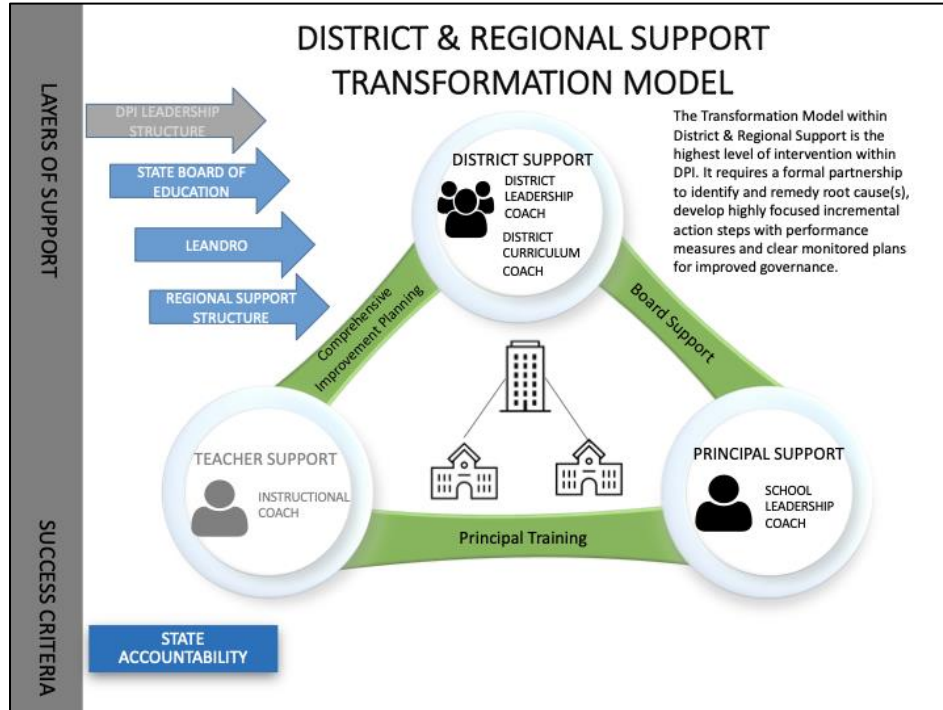 DISTRICT & REGIONAL SUPPORT
TRANSFORMATION MODEL
LAYERS OF SUPPORT
DPI LEADERSHIP
STRUCTURE
STATE BOARD OF
EDUCATION
LEANDRO
REGIONAL SUPPORT
STRUCTURE
The Transformation Model within
District & Regional Support is the
highest level of intervention within
DPI. It requires a formal partnership
to identify and remedy root cause(s),
develop highly focused incremental
action steps with performance
measures and clear monitored plans
for improved governance.
DISTRICT SUPPORT
DISTRICT
LEADERSHIP
COACH
DISTRICT
CURRICULUM
COACH
Comprehensive
Improvement Planning
Board Support
TEACHER SUPPORT
INSTRUCTIONAL
COACH
PRINCIPAL SUPPORT
SCHOOL
LEADERSHIP
COACH
Principal Training
SUCCESS CRITERIA
STATE
ACCOUNTABILITY